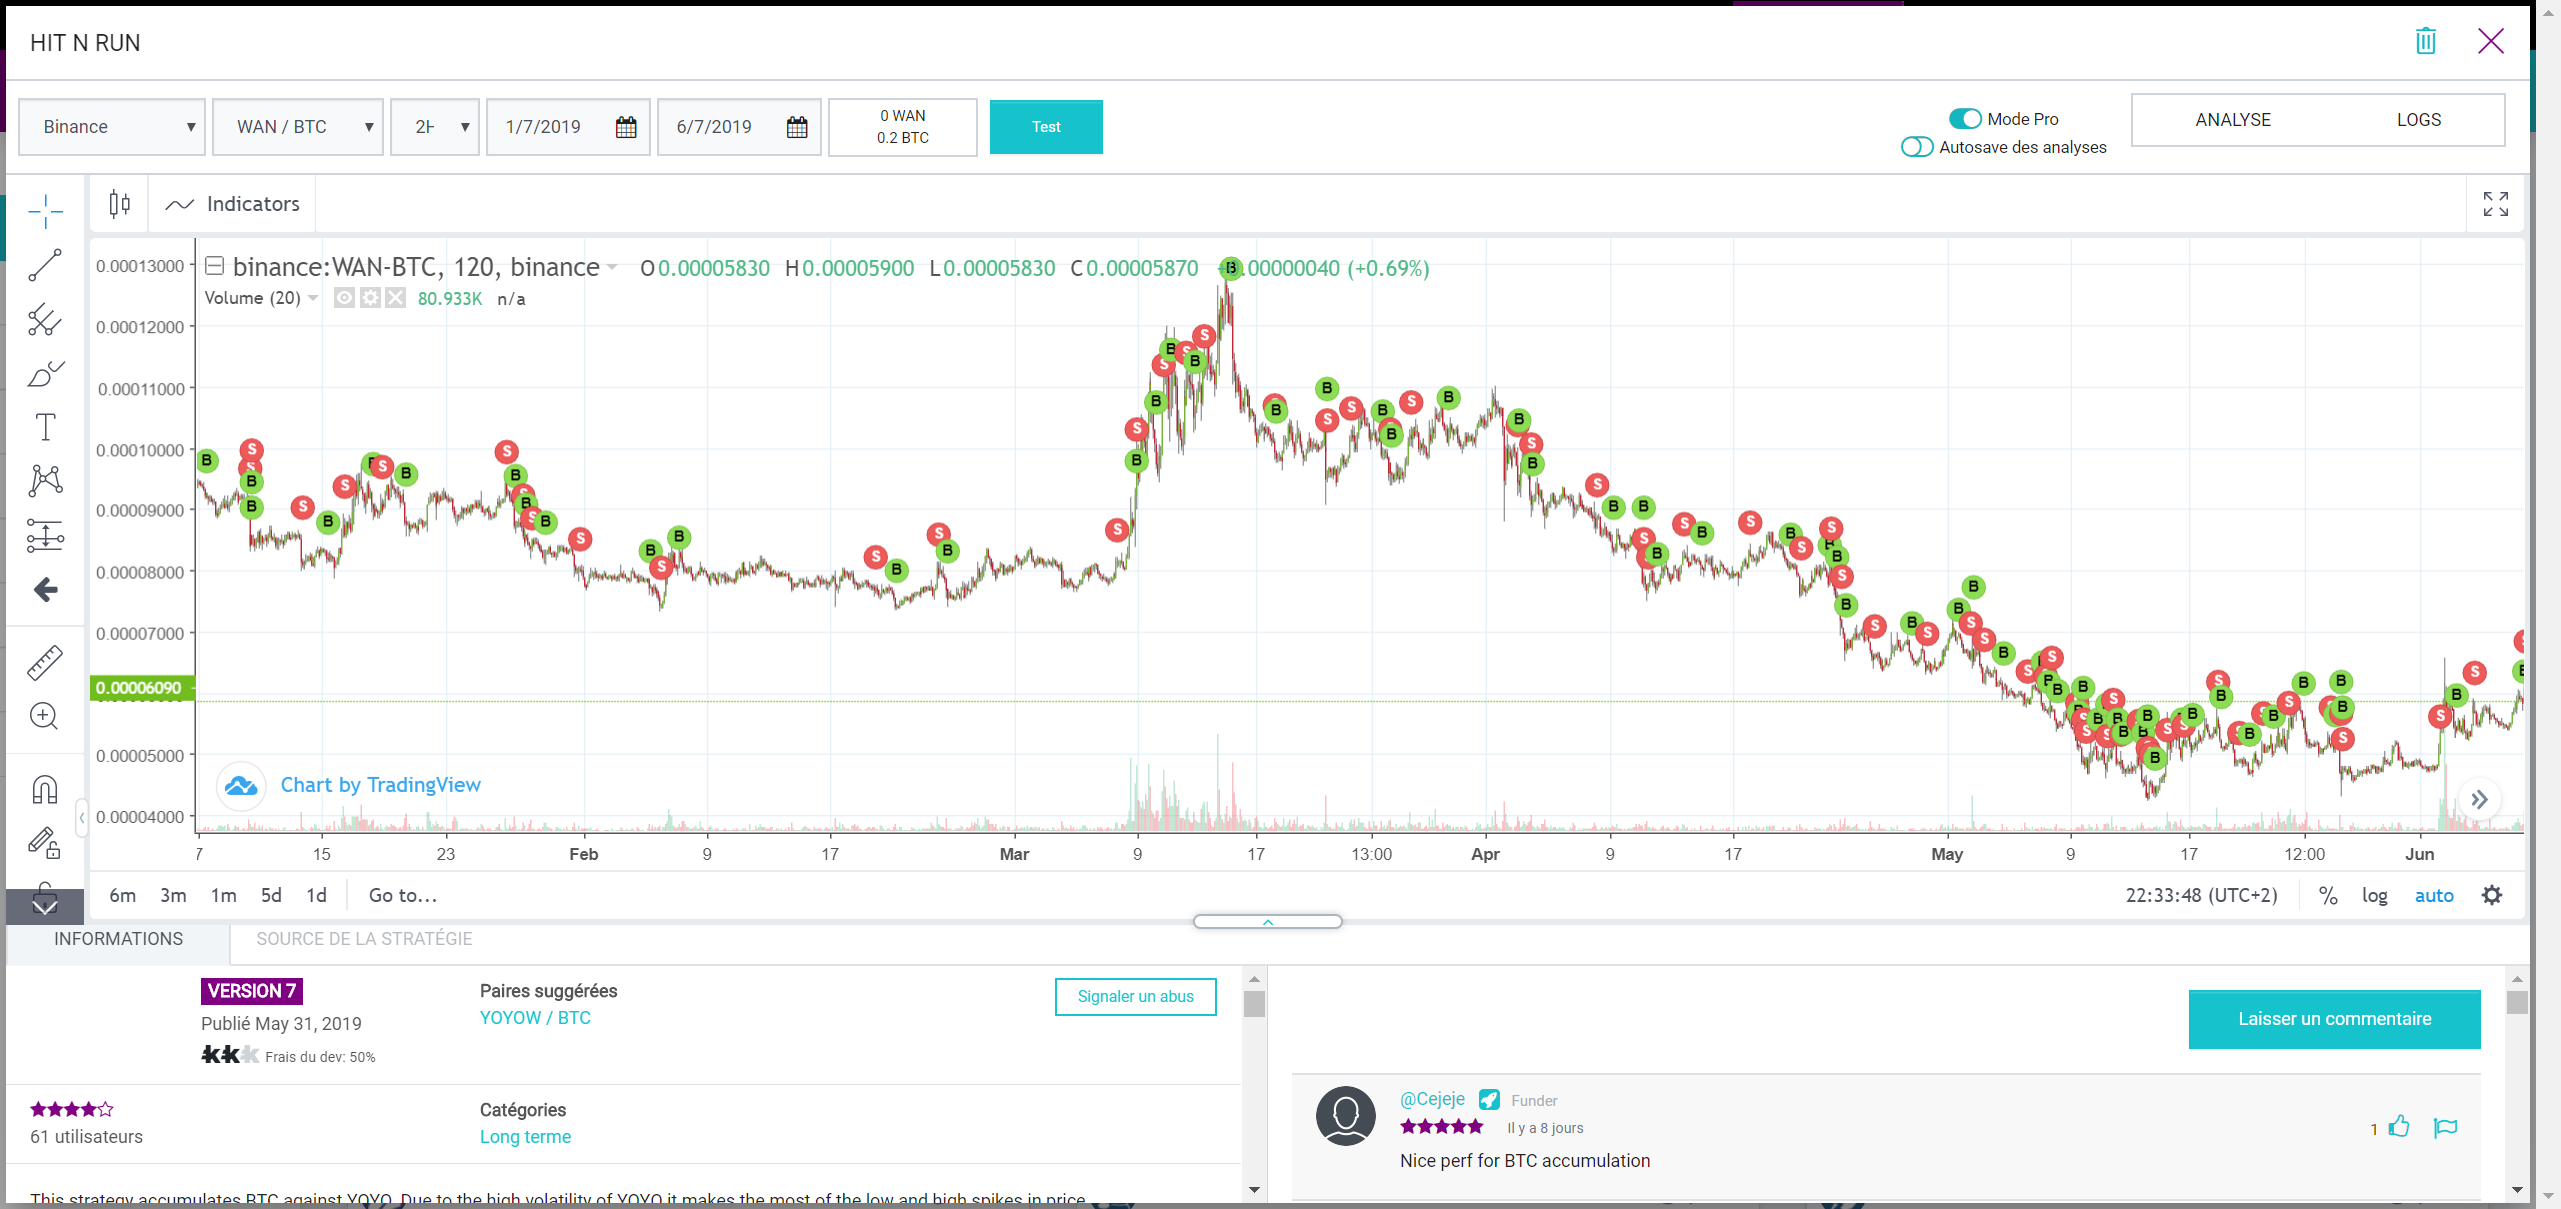 HIT N RUN
Binance
WAN / BTC
2H
1/7/2019
6/7/2019
0 WAN
0.2 BTC
Test
Mode Pro
Autosave des analyses
ANALYSE
LOGS
Indicators
binance:WAN-BTC, 120, binance
O0.00005830 H0.00005900 L0.00005830 C0.00005870 +0.00000040 (+0.69%)
Volume (20)
80.933K n/a
0.00013000
0.00012000
0.00011000
0.00010000
0.00009000
0.00008000
0.00007000
0.00006090
0.00005000
0.00004000
Chart by TradingView
7 15 23 Feb 9 17 Mar 9 17 13:00 Apr 9 17 May 9 17 12:00 Jun
6m 3m 1m 5d 1d Go to...
22:33:48 (UTC+2) % log auto
INFORMATIONS
SOURCE DE LA STRATÉGIE
VERSION 7
Publié May 31, 2019
Frais du dev: 50%
Paires suggérées
YOYOW / BTC
Signaler un abus
61 utilisateurs
Catégories
Long terme
This strategy accumulates BTC against YOYO. Due to the high volatility of YOYO it makes the most of the low and high spikes in price
Laisser un commentaire
@Cejeje Funder
Il y a 8 jours
1
Nice perf for BTC accumulation